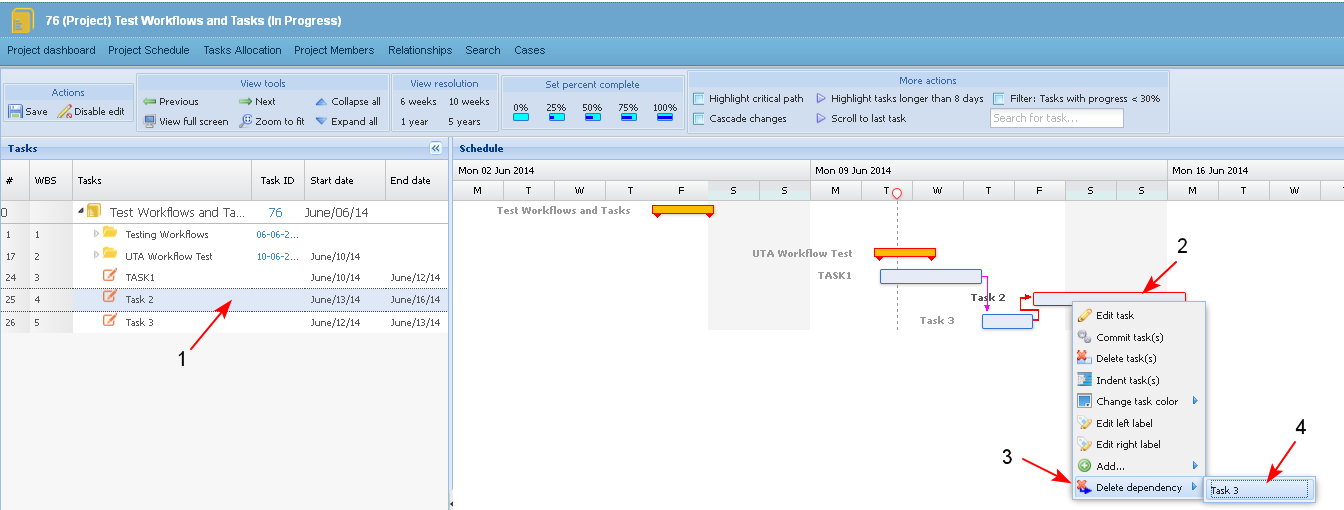 76 (Project) Test Workflows and Tasks (In Progress)
Project dashboard Project Schedule Tasks Allocation Project Members Relationships Search Cases
Actions
Save Disable edit
View tools
Previous Next Collapse all
View full screen Zoom to fit Expand all
View resolution
6 weeks 10 weeks
1 year 5 years
Set percent complete
0% 25% 50% 75% 100%
More actions
Highlight critical path Highlight tasks longer than 8 days Filter: Tasks with progress < 30%
Cascade changes Scroll to last task Search for task...
Tasks
# WBS Tasks Task ID Start date End date
0 Test Workflows and Ta... 76 June/06/14
1 1 Testing Workflows 06-06-2...
17 2 UTA Workflow Test 10-06-2... June/10/14
24 3 TASK1 June/10/14 June/12/14
25 4 Task 2 June/13/14 June/16/14
26 5 Task 3 June/12/14 June/13/14
1
Schedule
Mon 02 Jun 2014 Mon 09 Jun 2014 Mon 16 Jun 2014
M T W T F S S M T W T F S S M T W
Test Workflows and Tasks
UTA Workflow Test
TASK1
Task 2
Task 3
2
Edit task
Commit task(s)
Delete task(s)
Indent task(s)
Change task color
Edit left label
Edit right label
Add...
Delete dependency
3
4
Task 3